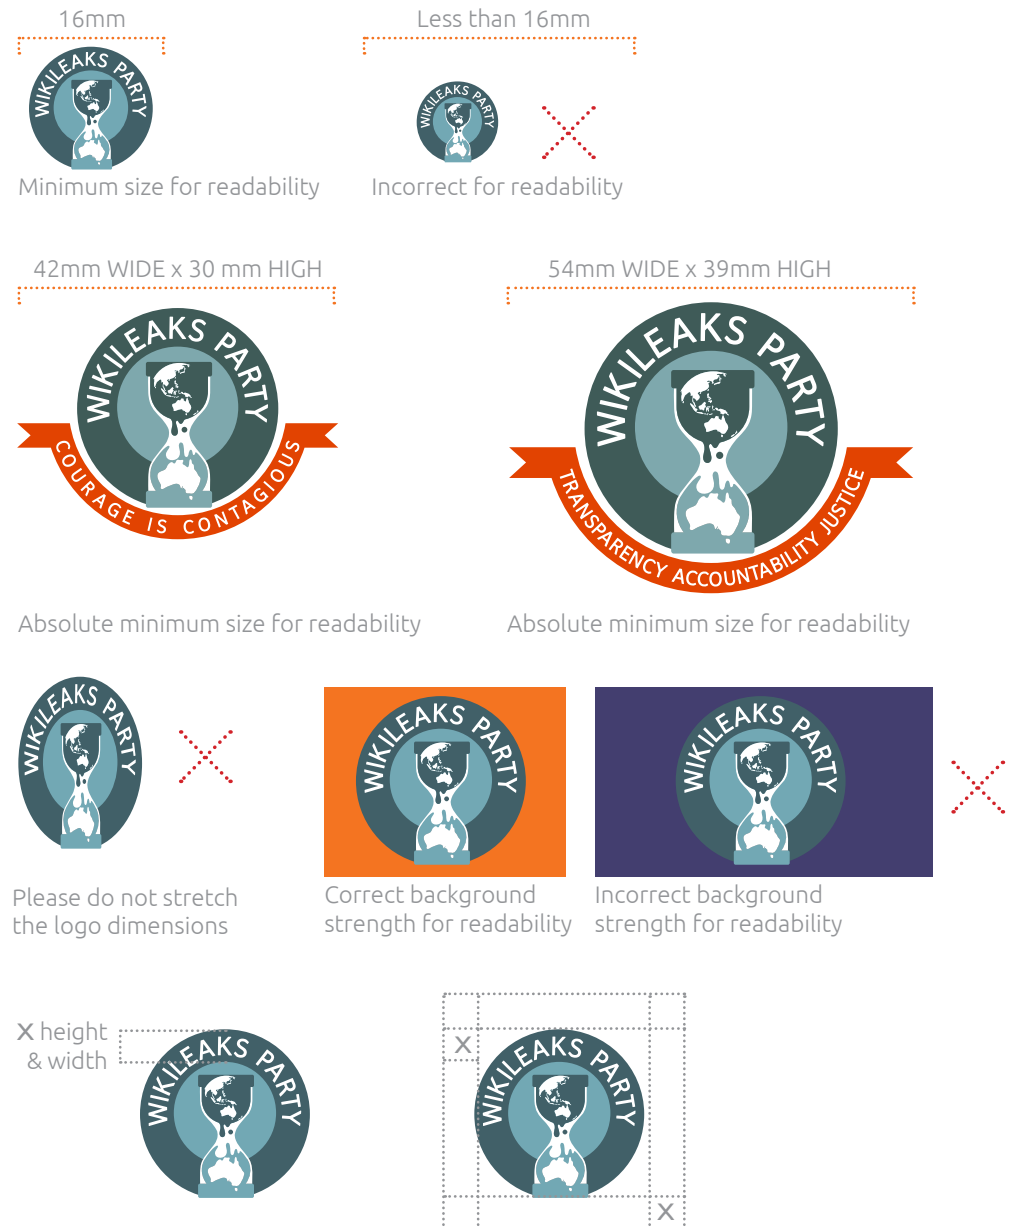 16mm
Less than 16mm
WIKILEAKS PARTY
WIKILEAKS PARTY
Minimum size for readability
Incorrect for readability
42mm WIDE x 30 mm HIGH
54mm WIDE x 39mm HIGH
WIKILEAKS PARTY
COURAGE IS CONTAGIOUS
WIKILEAKS PARTY
TRANSPARENCY ACCOUNTABILITY JUSTICE
Absolute minimum size for readability
Absolute minimum size for readability
WIKILEAKS PARTY
WIKILEAKS PARTY
WIKILEAKS PARTY
Please do not stretch
the logo dimensions
Correct background
strength for readability
Incorrect background
strength for readability
X height
& width
WIKILEAKS PARTY
X
WIKILEAKS PARTY
X